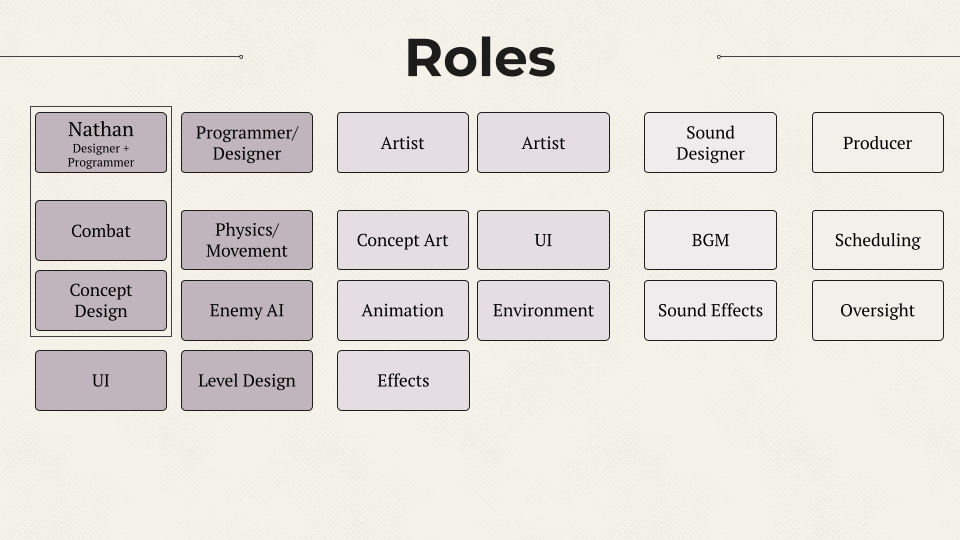 Roles
Nathan
Designer +
Programmer
Programmer/
Designer
Artist
Artist
Sound
Designer
Producer
Combat
Physics/
Movement
Concept Art
UI
BGM
Scheduling
Concept
Design
Enemy AI
Animation
Environment
Sound Effects
Oversight
UI
Level Design
Effects